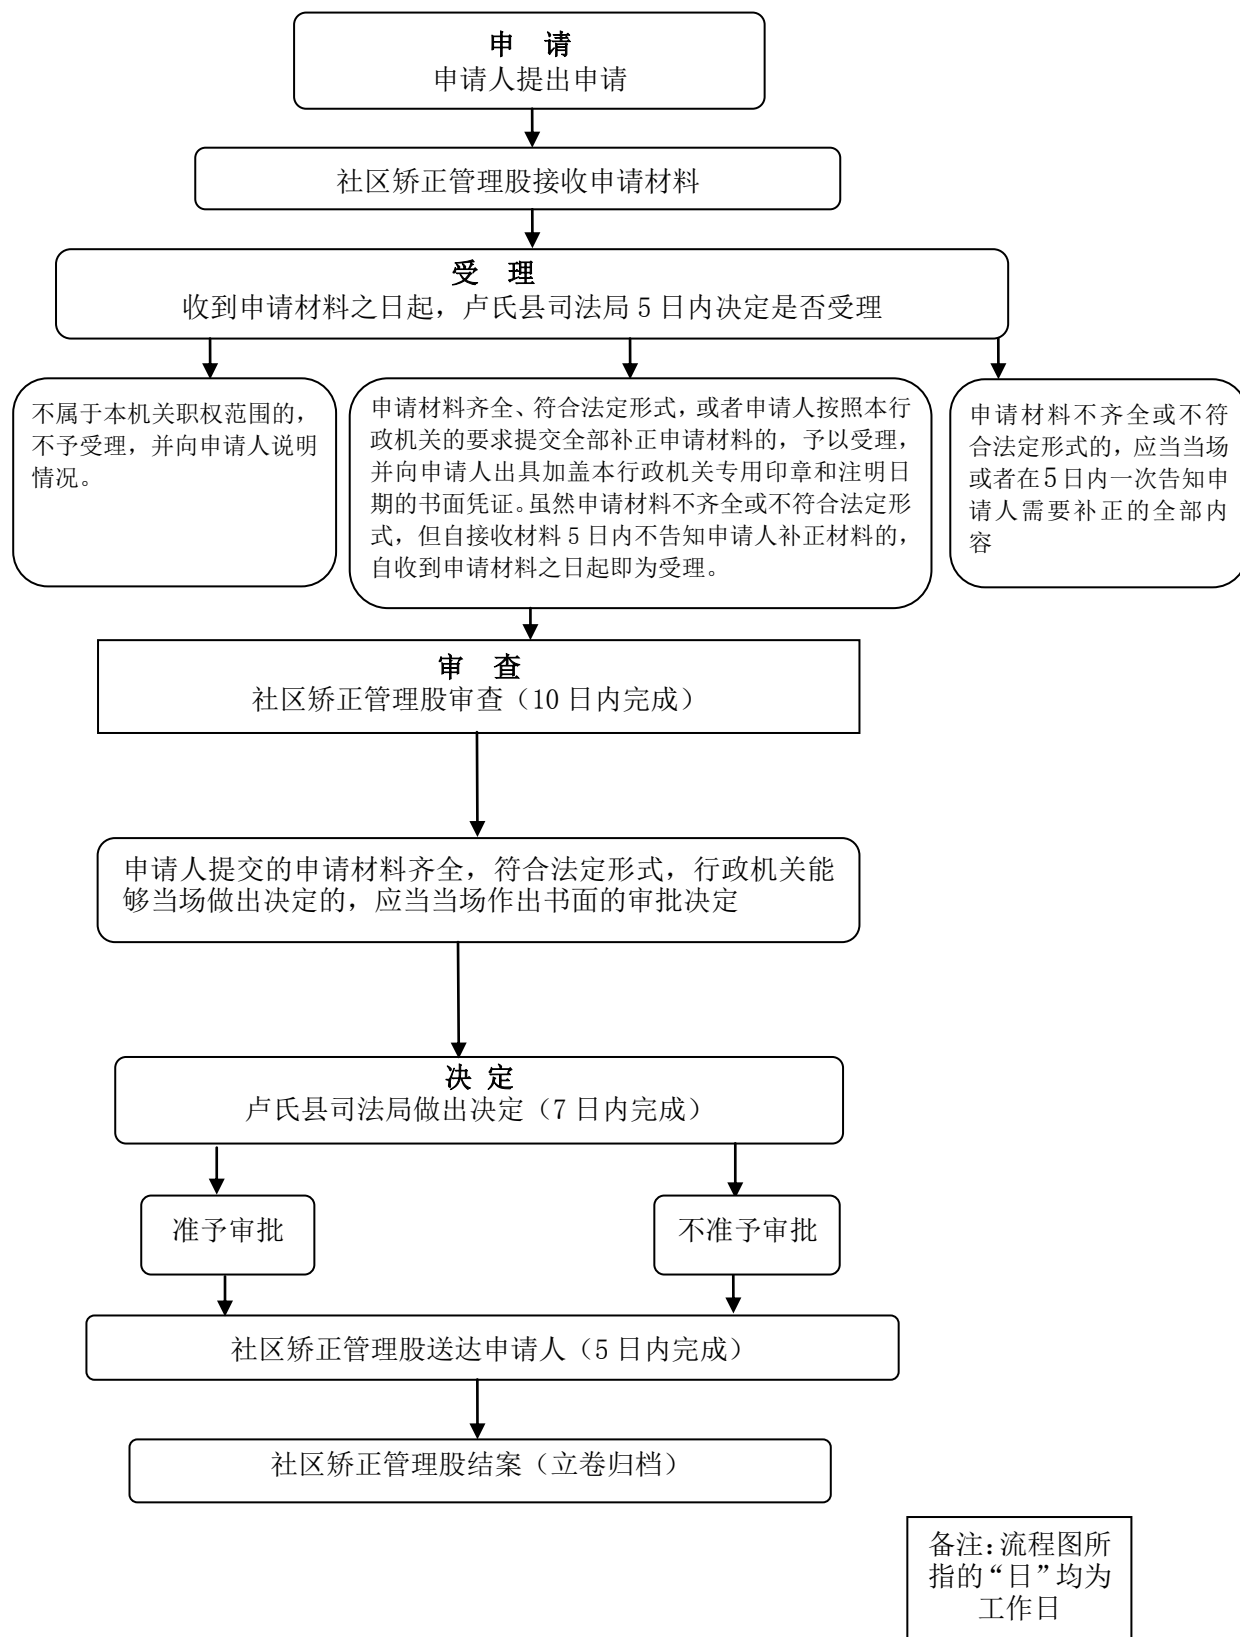 申 请
申请人提出申请
社区矫正管理股接收申请材料
受 理
收到申请材料之日起，卢氏县司法局 5 日内决定是否受理
不属于本机关职权范围的，
不予受理，并向申请人说明
情况。
申请材料齐全、符合法定形式，或者申请人按照本行
政机关的要求提交全部补正申请材料的，予以受理，
并向申请人出具加盖本行政机关专用印章和注明日
期的书面凭证。虽然申请材料不齐全或不符合法定形
式，但自接收材料 5 日内不告知申请人补正材料的，
自收到申请材料之日起即为受理。
申请材料不齐全或不符
合法定形式的，应当当场
或者在 5 日内一次告知申
请人需要补正的全部内
容
审 查
社区矫正管理股审查（10 日内完成）
申请人提交的申请材料齐全，符合法定形式，行政机关能
够当场做出决定的，应当当场作出书面的审批决定
决 定
卢氏县司法局做出决定（7 日内完成）
准予审批
不准予审批
社区矫正管理股送达申请人（5 日内完成）
社区矫正管理股结案（立卷归档）
备注：流程图所
指的“日”均为
工作日